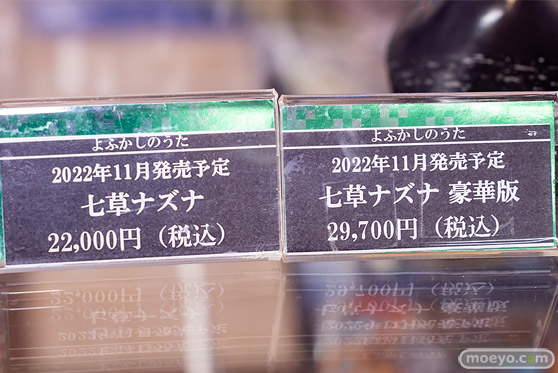 よふかしのうた
2022年11月発売予定
七草ナズナ
22,000円（税込）
よふかしのうた
2022年11月発売予定
七草ナズナ 豪華版
29,700円（税込）
moeyo.com